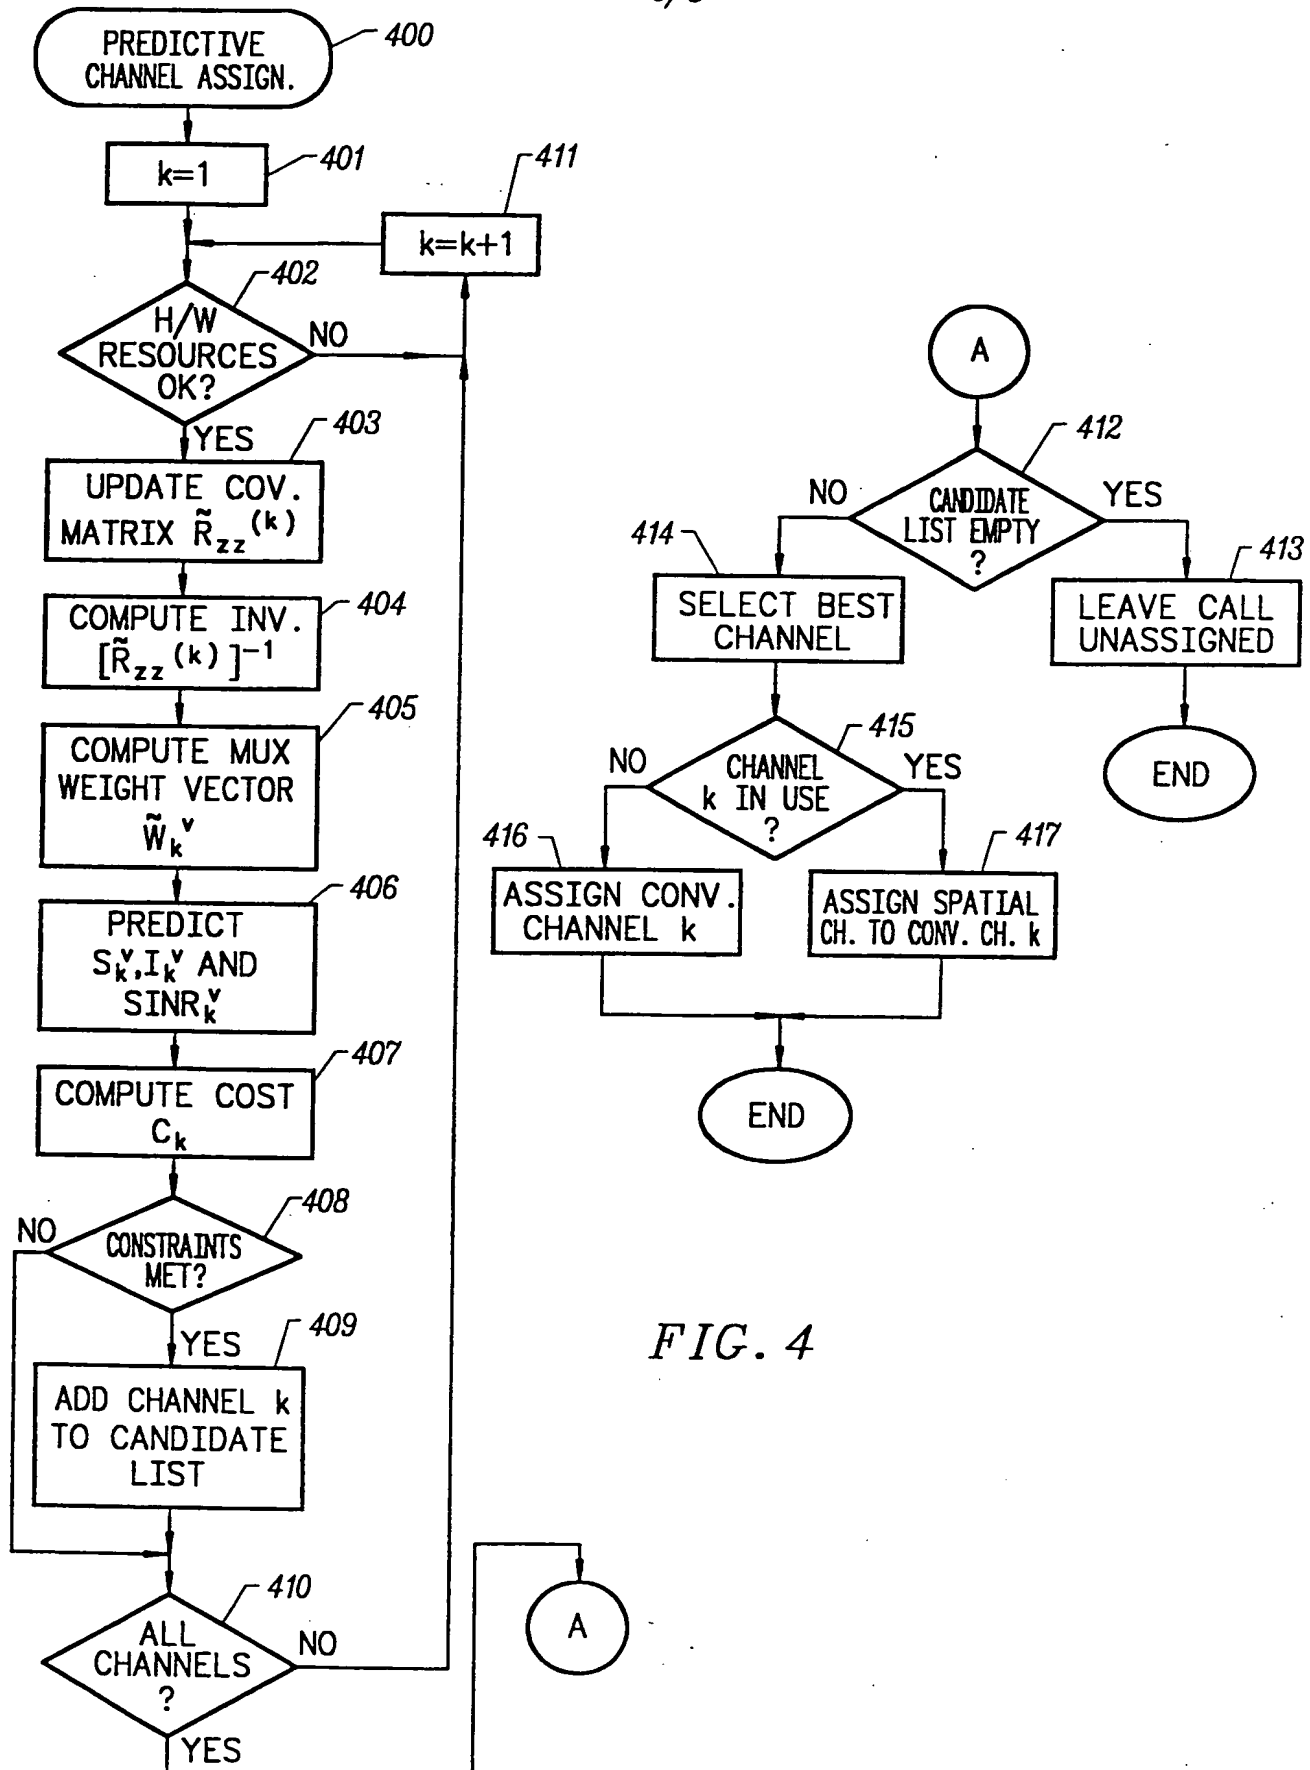 PREDICTIVE
CHANNEL ASSIGN.
400
k=1
401
411
k=k+1
402
H/W
RESOURCES
OK?
NO
YES
403
UPDATE COV.
MATRIX R̃zz(k)
404
COMPUTE INV.
[R̃zz(k)]⁻¹
405
COMPUTE MUX
WEIGHT VECTOR
W̃kᵛ
406
PREDICT
Skᵛ,Ikᵛ AND
SINRkᵛ
407
COMPUTE COST
Ck
408
NO
CONSTRAINTS
MET?
YES
409
ADD CHANNEL k
TO CANDIDATE
LIST
410
ALL
CHANNELS
?
NO
YES
A
A
412
NO
CANDIDATE
LIST EMPTY
?
YES
414
SELECT BEST
CHANNEL
413
LEAVE CALL
UNASSIGNED
END
415
NO
CHANNEL
k IN USE
?
YES
416
ASSIGN CONV.
CHANNEL k
417
ASSIGN SPATIAL
CH. TO CONV. CH. k
END
FIG. 4